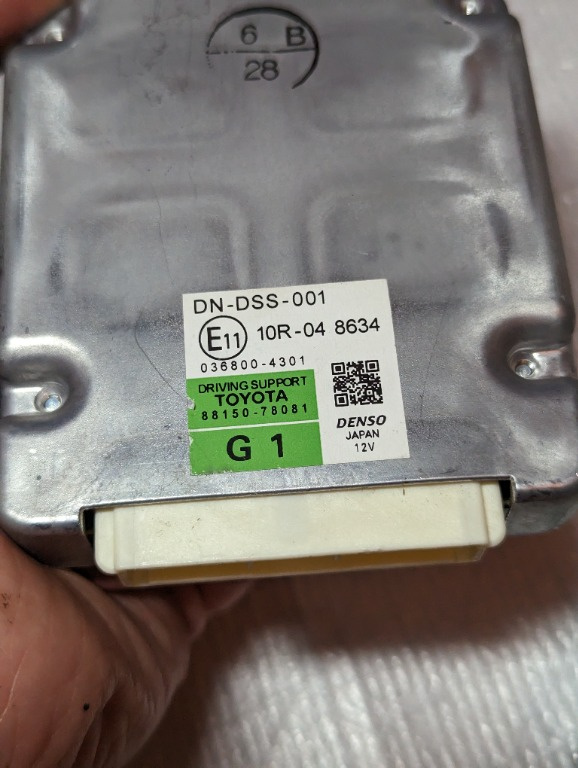 6 B
28
DN-DSS-001
E11 10R-04 8634
036800-4301
DRIVING SUPPORT
TOYOTA
88150-78081
G 1
DENSO
JAPAN
12V